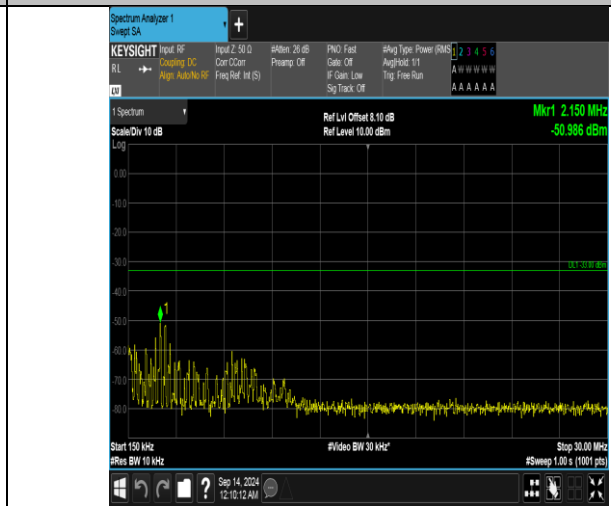 Spectrum Analyzer 1
Swept SA
+
KEYSIGHT Input: RF Input Z: 50 Ω #Atten: 26 dB PNO: Fast #Avg Type: Power (RMS 1 2 3 4 5 6
RL Coupling: DC Corr CCorr Preamp: Off Gate: Off Avg|Hold: 1/1 A W W W W W
Align: Auto/No RF Freq Ref: Int (S) IF Gain: Low Trig: Free Run
LXI Sig Track: Off A A A A A A
1 Spectrum Ref Lvl Offset 8.10 dB Mkr1 2.150 MHz
Scale/Div 10 dB Ref Level 10.00 dBm -50.986 dBm
Log
0.00
-10.0
-20.0
-30.0
DL1 -33.00 dBm
-40.0
1
-50.0
-60.0
-70.0
-80.0
Start 150 kHz #Video BW 30 kHz* Stop 30.00 MHz
#Res BW 10 kHz #Sweep 1.00 s (1001 pts)
? Sep 14, 2024
12:10:12 AM